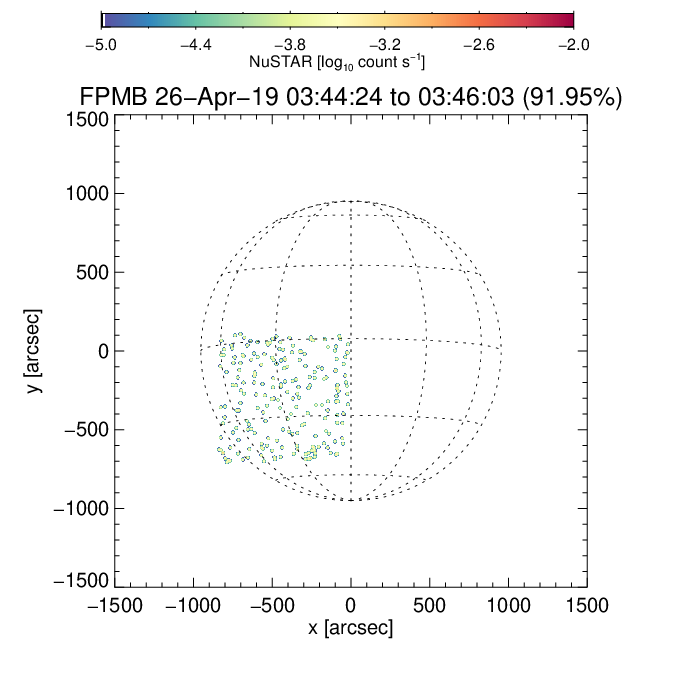 −5.0 −4.4 −3.8 −3.2 −2.6 −2.0
NuSTAR [log10 count s−1]
FPMB 26−Apr−19 03:44:24 to 03:46:03 (91.95%)
1500
1000
500
0
−500
−1000
−1500
y [arcsec]
−1500 −1000 −500 0 500 1000 1500
x [arcsec]